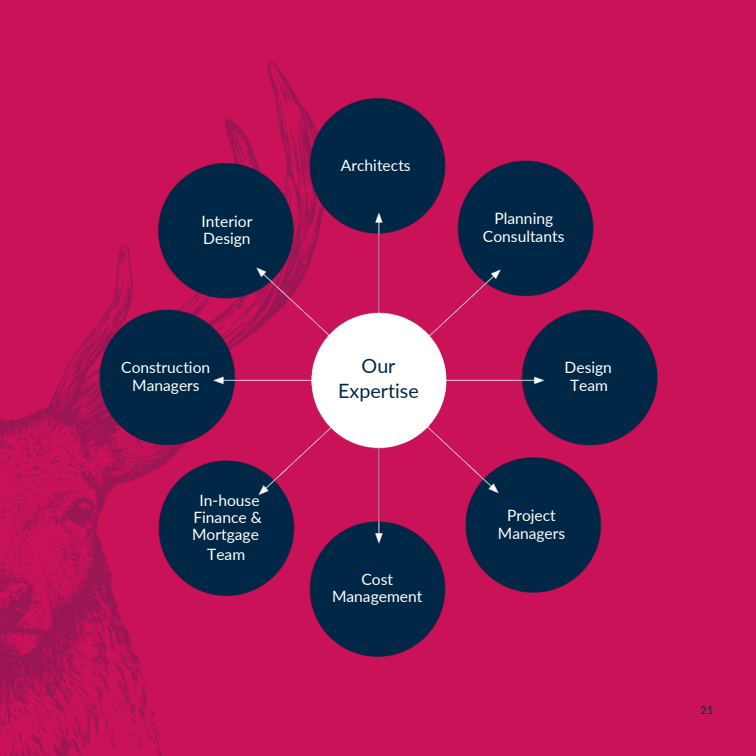 Architects
Planning
Consultants
Interior
Design
Our
Expertise
Construction
Managers
Design
Team
In-house
Finance &
Mortgage
Team
Project
Managers
Cost
Management
21